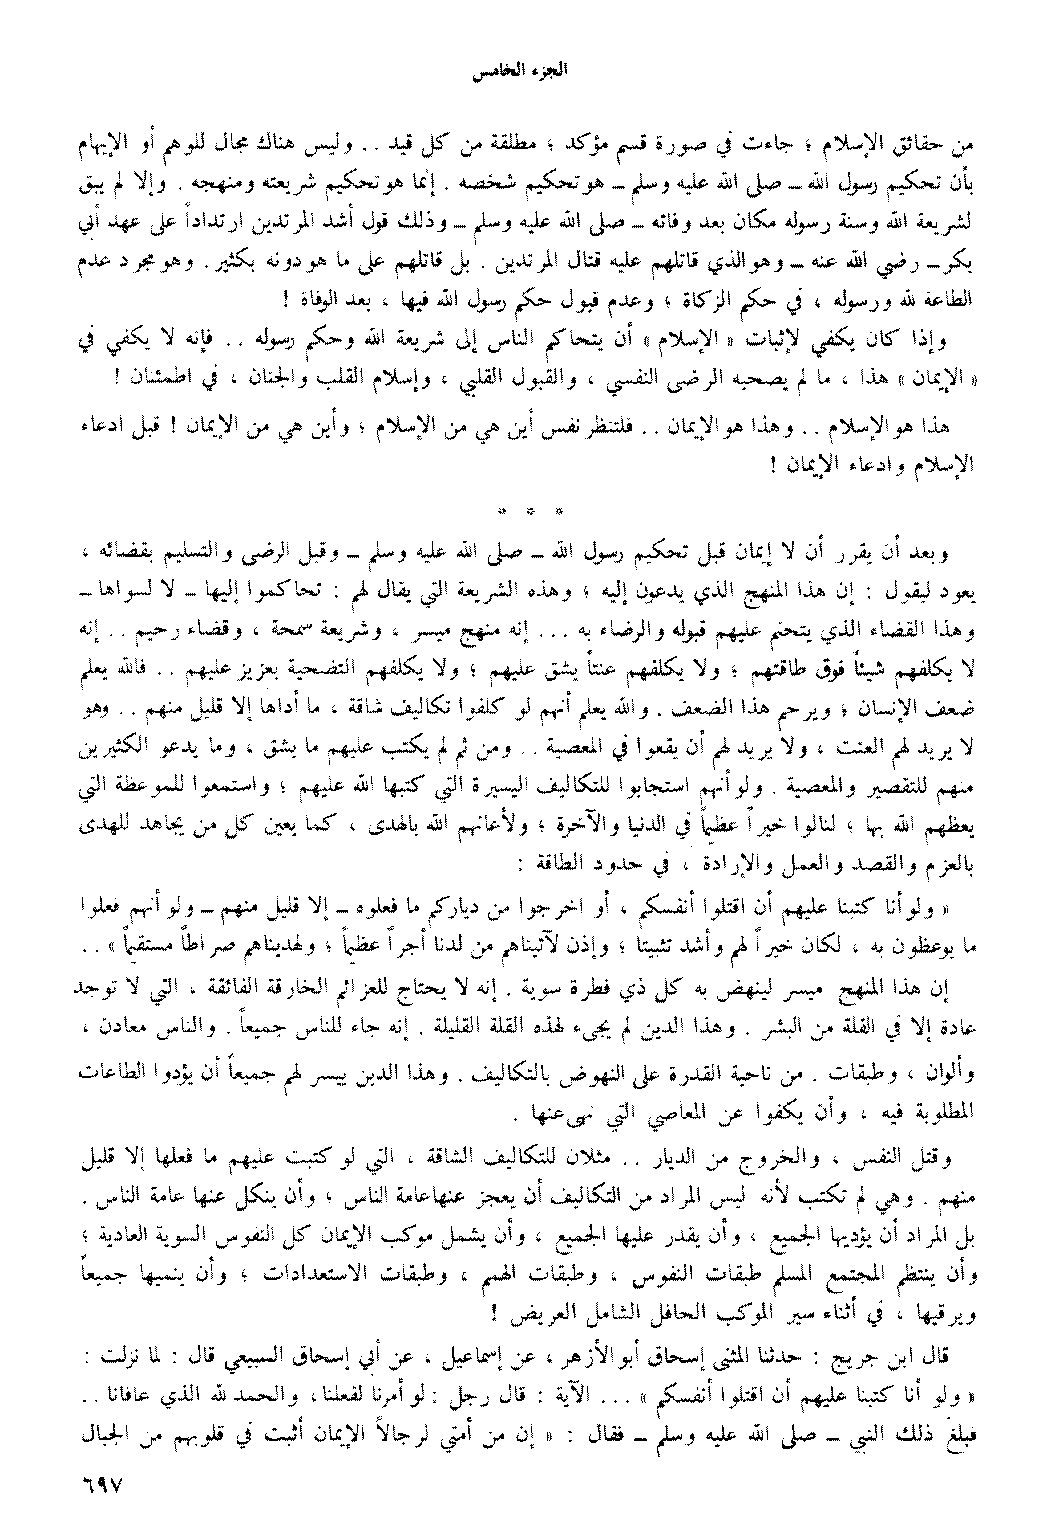 الجزء الخامس
من حقائق الإسلام ؛ جاءت في صورة قسم مؤكد ؛ مطلقة من كل قيد .. وليس هناك مجال للوهم أو الإيهام
بأن تحكيم رسول الله – صلى الله عليه وسلم – هو تحكيم شخصه . إنما هو تحكيم شريعته ومنهجه . وإلا لم يبق
لشريعة الله وسنة رسوله مكان بعد وفاته – صلى الله عليه وسلم – وذلك قول أشد المرتدين ارتداداً على عهد أبي
بكر – رضي الله عنه – وهو الذي قاتلهم عليه قتال المرتدين . بل قاتلهم على ما هو دونه بكثير. وهو مجرد عدم
الطاعة لله ورسوله ، في حكم الزكاة ؛ وعدم قبول حكم رسول الله فيها ، بعد الوفاة !
وإذا كان يكفي لإثبات « الإسلام » أن يتحاكم الناس إلى شريعة الله وحكم رسوله .. فإنه لا يكفي في
« الإيمان » هذا ، ما لم يصحبه الرضى النفسي ، والقبول القلبي ، وإسلام القلب والجنان ، في اطمئنان !
هذا هو الإسلام .. وهذا هو الإيمان .. فلتنظر نفس أين هي من الإسلام ؛ وأين هي من الإيمان ! قبل ادعاء
الإسلام وادعاء الإيمان !
* * *
وبعد أن يقرر أن لا إيمان قبل تحكيم رسول الله – صلى الله عليه وسلم – وقبل الرضى والتسليم بقضائه ،
يعود ليقول : إن هذا المنهج الذي يدعون إليه ؛ وهذه الشريعة التي يقال لهم : تحاكموا إليها – لا لسواها –
وهذا القضاء الذي يتحتم عليهم قبوله والرضاء به ... إنه منهج ميسر ، وشريعة سمحة ، وقضاء رحيم .. إنه
لا يكلفهم شيئاً فوق طاقتهم ؛ ولا يكلفهم عنتاً يشق عليهم ؛ ولا يكلفهم التضحية بعزيز عليهم .. فالله يعلم
ضعف الإنسان ؛ ويرحم هذا الضعف . والله يعلم أنهم لو كلفوا تكاليف شاقة ، ما أداها إلا قليل منهم .. وهو
لا يريد لهم العنت ، ولا يريد لهم أن يقعوا في المعصية .. ومن ثم لم يكتب عليهم ما يشق ، وما يدعو الكثيرين
منهم للتقصير والمعصية . ولو أنهم استجابوا للتكاليف اليسيرة التي كتبها الله عليهم ؛ واستمعوا للموعظة التي
يعظهم الله بها ؛ لنالوا خيراً عظيماً في الدنيا والآخرة ؛ ولأعانهم الله بالهدى ، كما يعين كل من يجاهد للهدى
بالعزم والقصد والعمل والإرادة ، في حدود الطاقة :
« ولو أنا كتبنا عليهم أن اقتلوا أنفسكم ، أو اخرجوا من دياركم ما فعلوه – إلا قليل منهم – ولو أنهم فعلوا
ما يوعظون به ، لكان خيراً لهم وأشد تثبيتا ؛ وإذن لآتيناهم من لدنا أجراً عظيماً ؛ ولهديناهم صراطاً مستقيماً » ..
إن هذا المنهج ميسر لينهض به كل ذي فطرة سوية . إنه لا يحتاج للعزائم الخارقة الفائقة ، التي لا توجد
عادة إلا في القلة من البشر . وهذا الدين لم يجىء لهذه القلة القليلة . إنه جاء للناس جميعاً . والناس معادن ،
وألوان ، وطبقات . من ناحية القدرة على النهوض بالتكاليف . وهذا الدين ييسر لهم جميعاً أن يؤدوا الطاعات
المطلوبة فيه ، وأن يكفوا عن المعاصي التي نهى عنها .
وقتل النفس ، والخروج من الديار .. مثلان للتكاليف الشاقة ، التي لو كتبت عليهم ما فعلها إلا قليل
منهم . وهي لم تكتب لأنه ليس المراد من التكاليف أن يعجز عنها عامة الناس ؛ وأن ينكل عنها عامة الناس .
بل المراد أن يؤديها الجميع ، وأن يقدر عليها الجميع ، وأن يشمل موكب الإيمان كل النفوس السوية العادية ؛
وأن ينتظم المجتمع المسلم طبقات النفوس ، وطبقات الهمم ، وطبقات الاستعدادات ؛ وأن ينميها جميعاً
ويرقيها ، في أثناء سير الموكب الحافل الشامل العريض !
قال ابن جريج : حدثنا المثنى إسحاق أبو الأزهر ، عن إسماعيل ، عن أبي إسحاق السبيعي قال : لما نزلت :
« ولو أنا كتبنا عليهم أن اقتلوا أنفسكم » ... الآية : قال رجل : لو أمرنا لفعلنا، والحمد لله الذي عافانا ..
فبلغ ذلك النبي – صلى الله عليه وسلم – فقال : « إن من أمتي لرجالاً الإيمان أثبت في قلوبهم من الجبال
٦٩٧